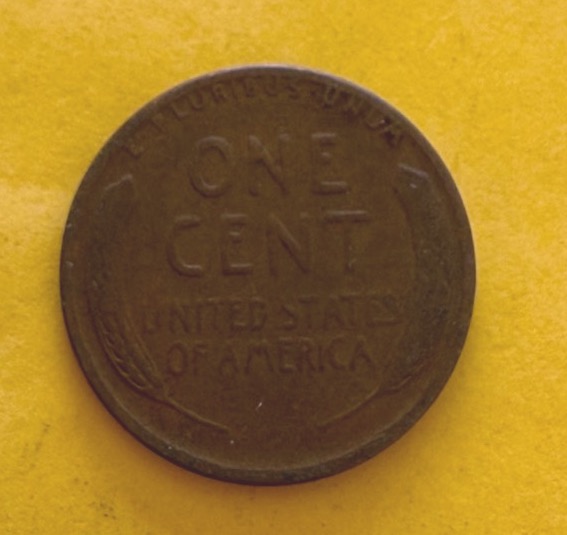 E PLURIBUS UNUM
ONE
CENT
UNITED STATES
OF AMERICA